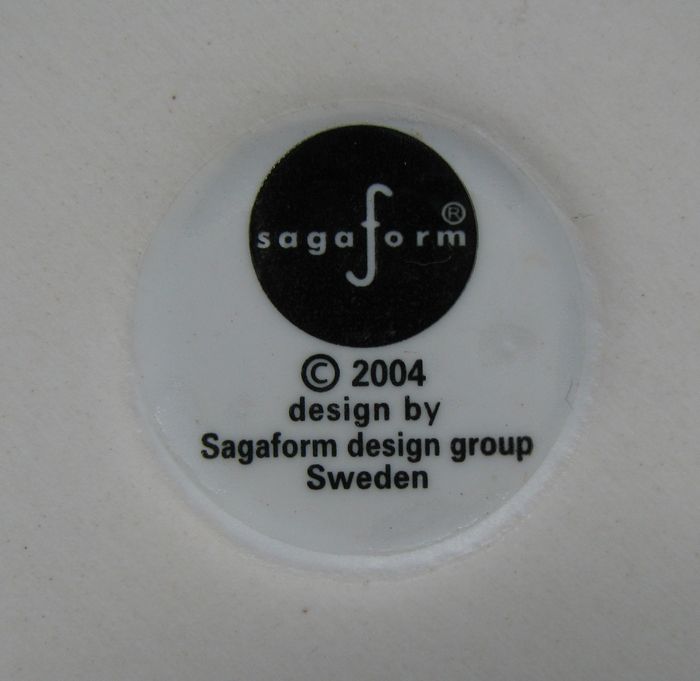 sagaform®
© 2004
design by
Sagaform design group
Sweden